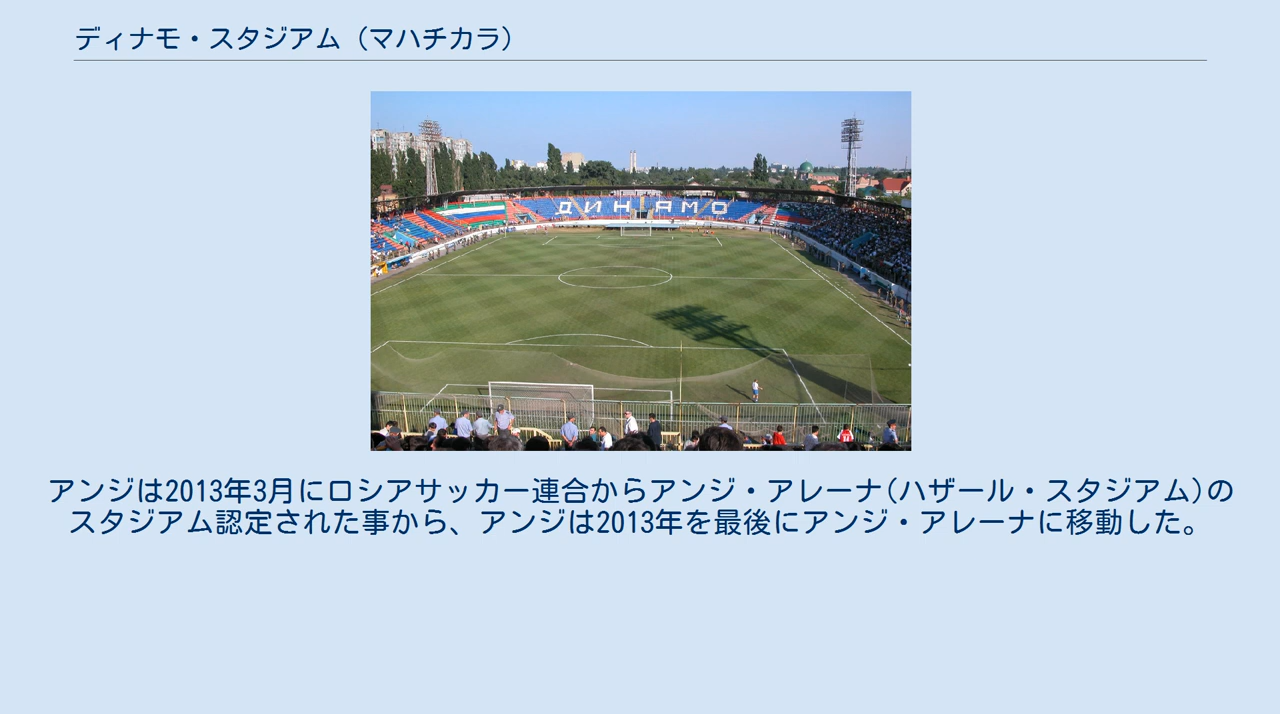 ディナモ・スタジアム（マハチカラ）
ДИНАМО
アンジは2013年3月にロシアサッカー連合からアンジ・アレーナ(ハザール・スタジアム)の
スタジアム認定された事から、アンジは2013年を最後にアンジ・アレーナに移動した。